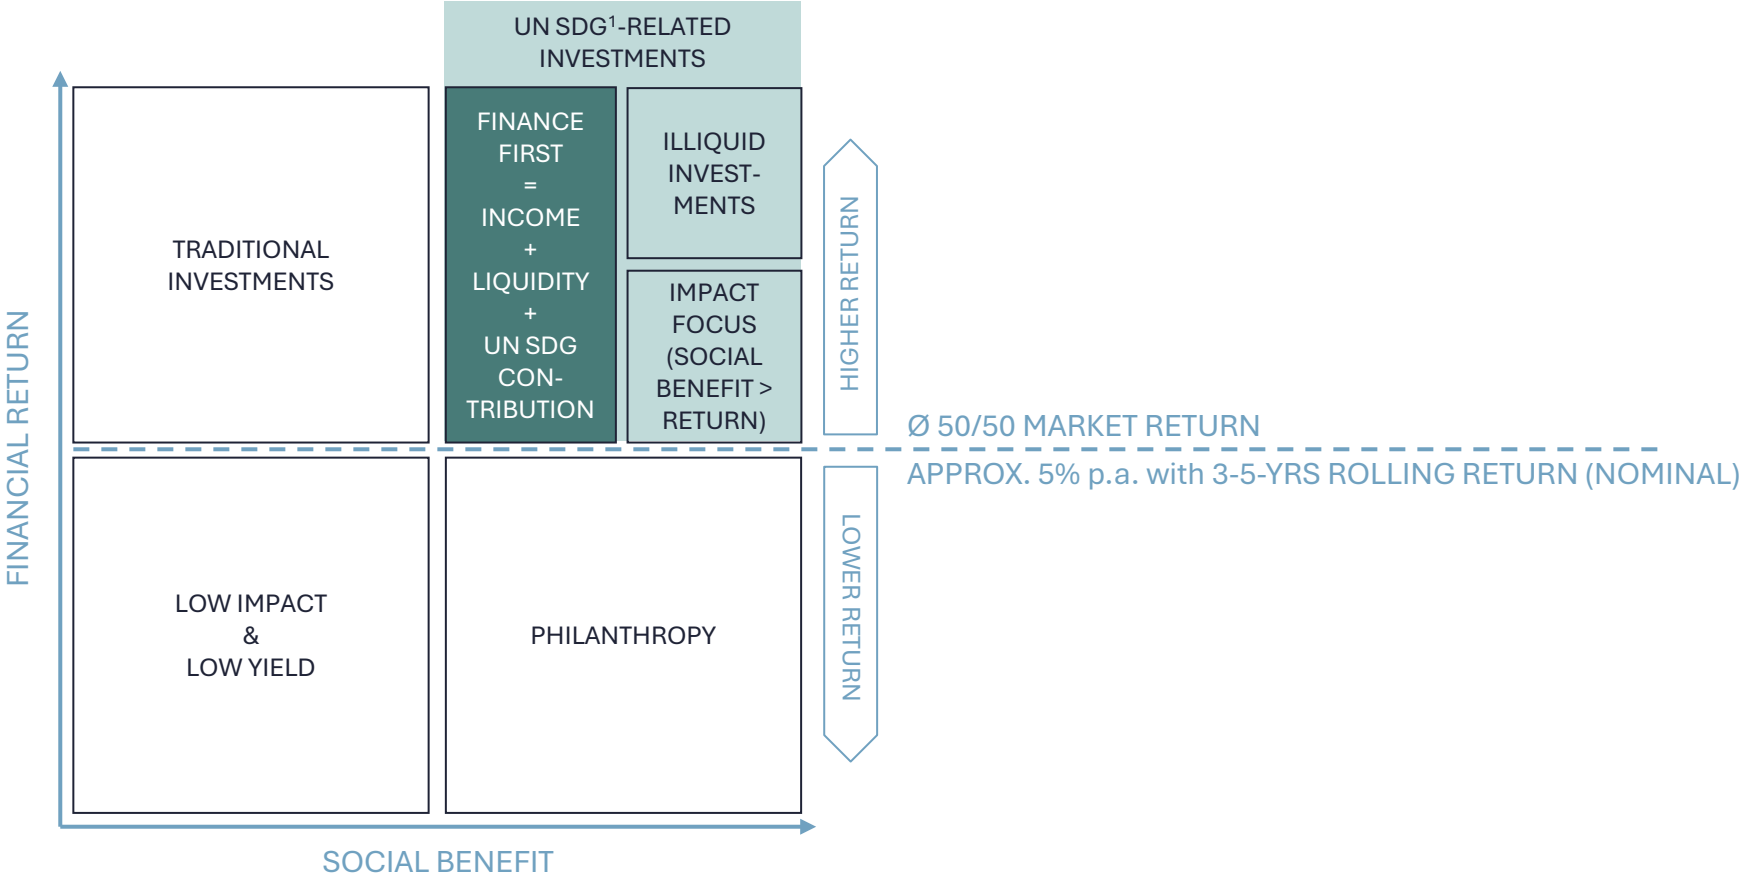 UN SDG¹-RELATED
INVESTMENTS
TRADITIONAL
INVESTMENTS
FINANCE
FIRST
=
INCOME
+
LIQUIDITY
+
UN SDG
CON-
TRIBUTION
ILLIQUID
INVEST-
MENTS
IMPACT
FOCUS
(SOCIAL
BENEFIT >
RETURN)
HIGHER RETURN
FINANCIAL RETURN
Ø 50/50 MARKET RETURN
APPROX. 5% p.a. with 3-5-YRS ROLLING RETURN (NOMINAL)
LOW IMPACT
&
LOW YIELD
PHILANTHROPY
LOWER RETURN
SOCIAL BENEFIT